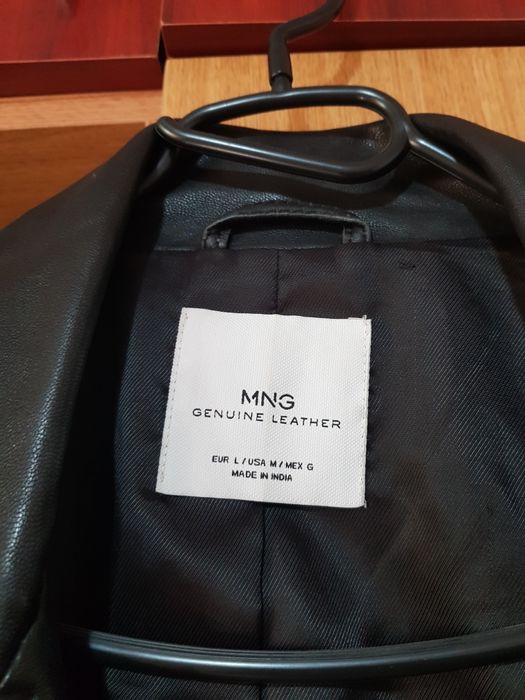 MNG
GENUINE LEATHER
EUR L / USA M / MEX G
MADE IN INDIA